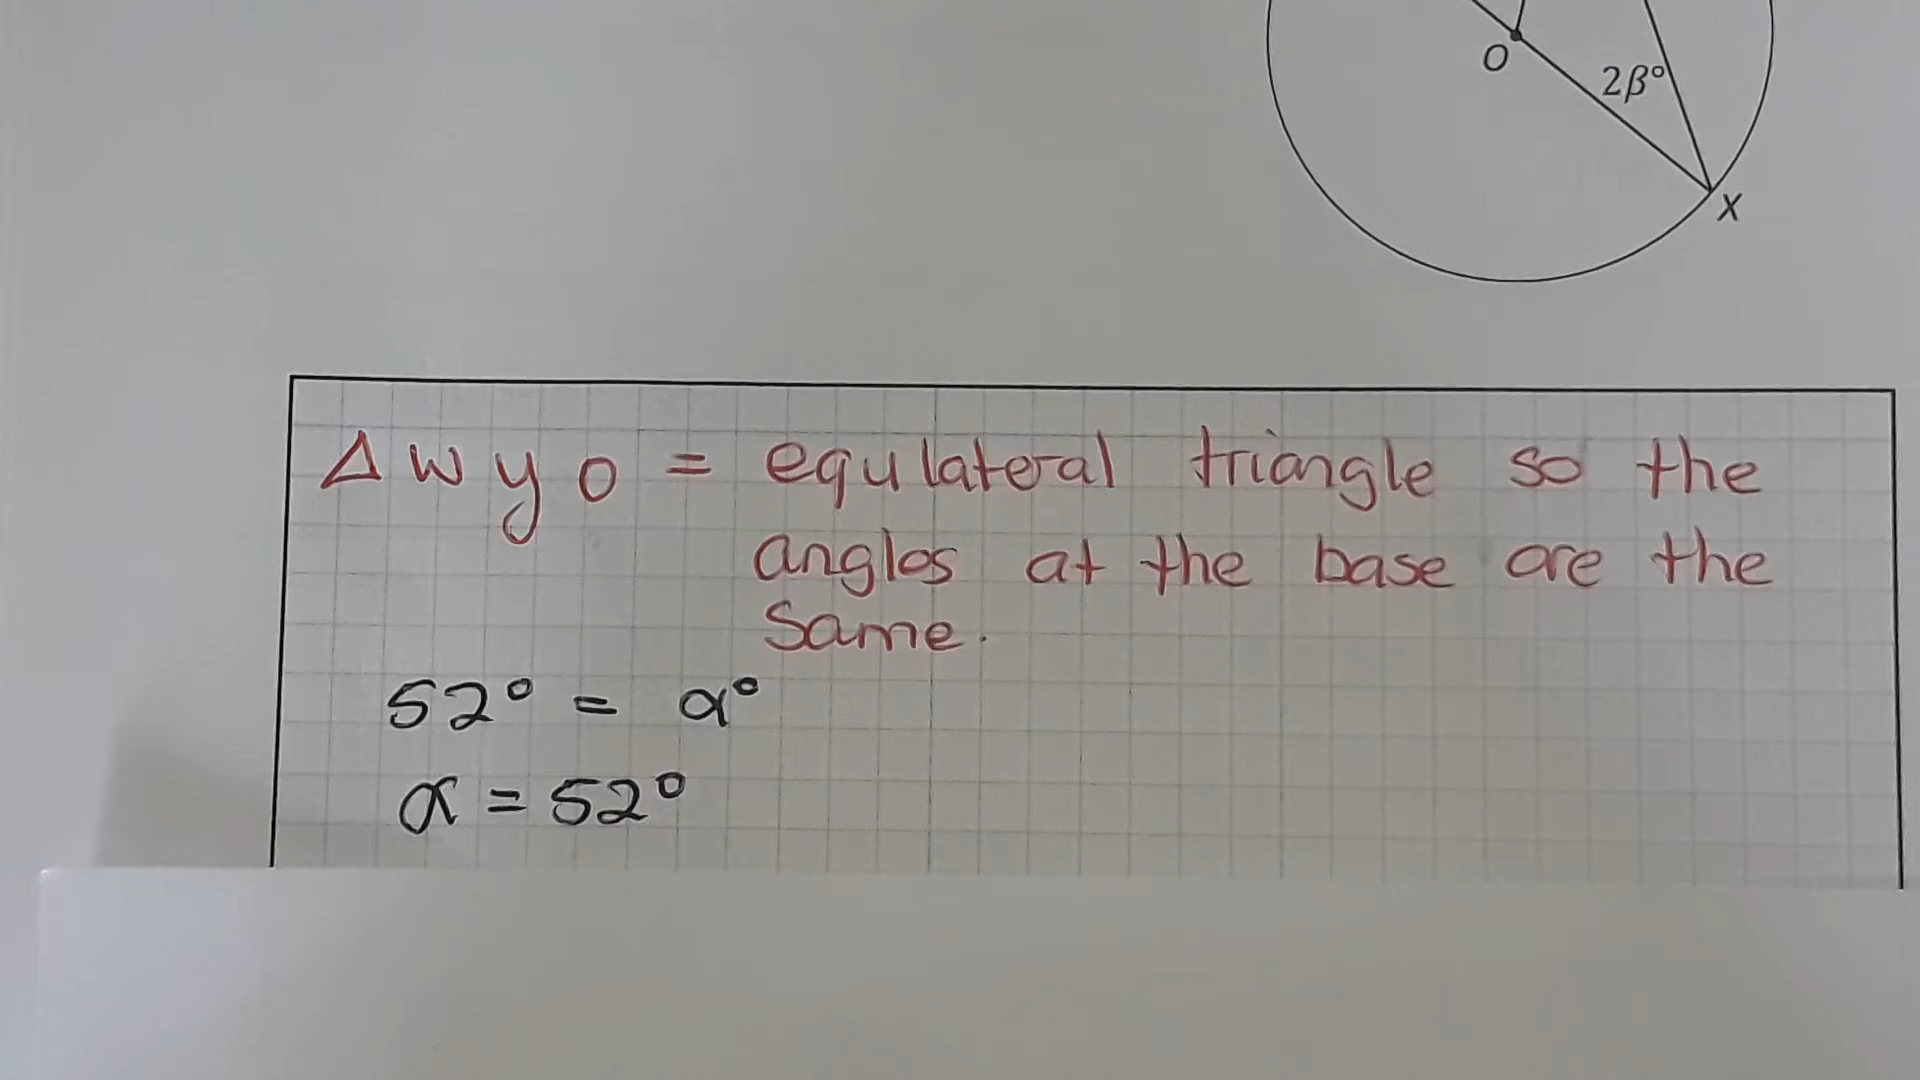 O
2β°
X
Δ w y o = equlateral triangle so the
angles at the base are the
same.
52° = α°
α = 52°